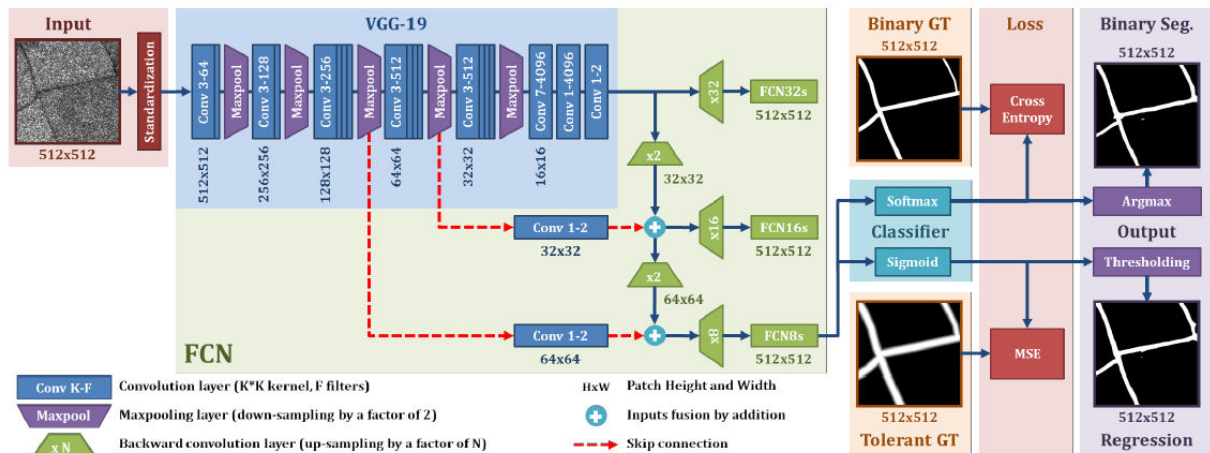 Input
512x512
Standardization
VGG-19
Conv 3-64
Maxpool
Conv 3-128
Maxpool
Conv 3-256
Maxpool
Conv 3-512
Maxpool
Conv 3-512
Maxpool
Conv 7-4096
Conv 1-4096
Conv 1-2
512x512
256x256
128x128
64x64
32x32
16x16
x32
FCN32s
512x512
x2
32x32
Conv 1-2
32x32
x16
FCN16s
512x512
x2
64x64
Conv 1-2
64x64
x8
FCN8s
512x512
FCN
Binary GT
512x512
Softmax
Classifier
Sigmoid
512x512
Tolerant GT
Loss
Cross
Entropy
MSE
Binary Seg.
512x512
Argmax
Output
Thresholding
512x512
Regression
Conv K-F
Convolution layer (K*K kernel, F filters)
Maxpool
Maxpooling layer (down-sampling by a factor of 2)
x N
Backward convolution layer (up-sampling by a factor of N)
HxW
Patch Height and Width
Inputs fusion by addition
Skip connection